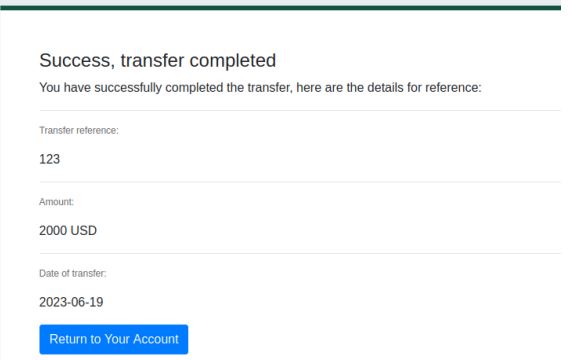 Success, transfer completed
You have successfully completed the transfer, here are the details for reference:
Transfer reference:
123
Amount:
2000 USD
Date of transfer:
2023-06-19
Return to Your Account